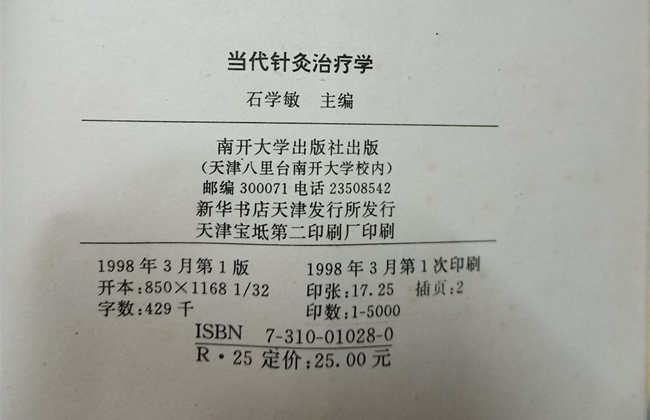 当代针灸治疗学
石学敏 主编
南开大学出版社出版
(天津八里台南开大学校内)
邮编 300071 电话 23508542
新华书店天津发行所发行
天津宝坻第二印刷厂印刷
1998 年 3 月第 1 版 1998 年 3 月第 1 次印刷
开本:850×1168 1/32 印张:17.25 插页:2
字数:429 千 印数:1-5000
ISBN 7-310-01028-0
R·25 定价:25.00 元